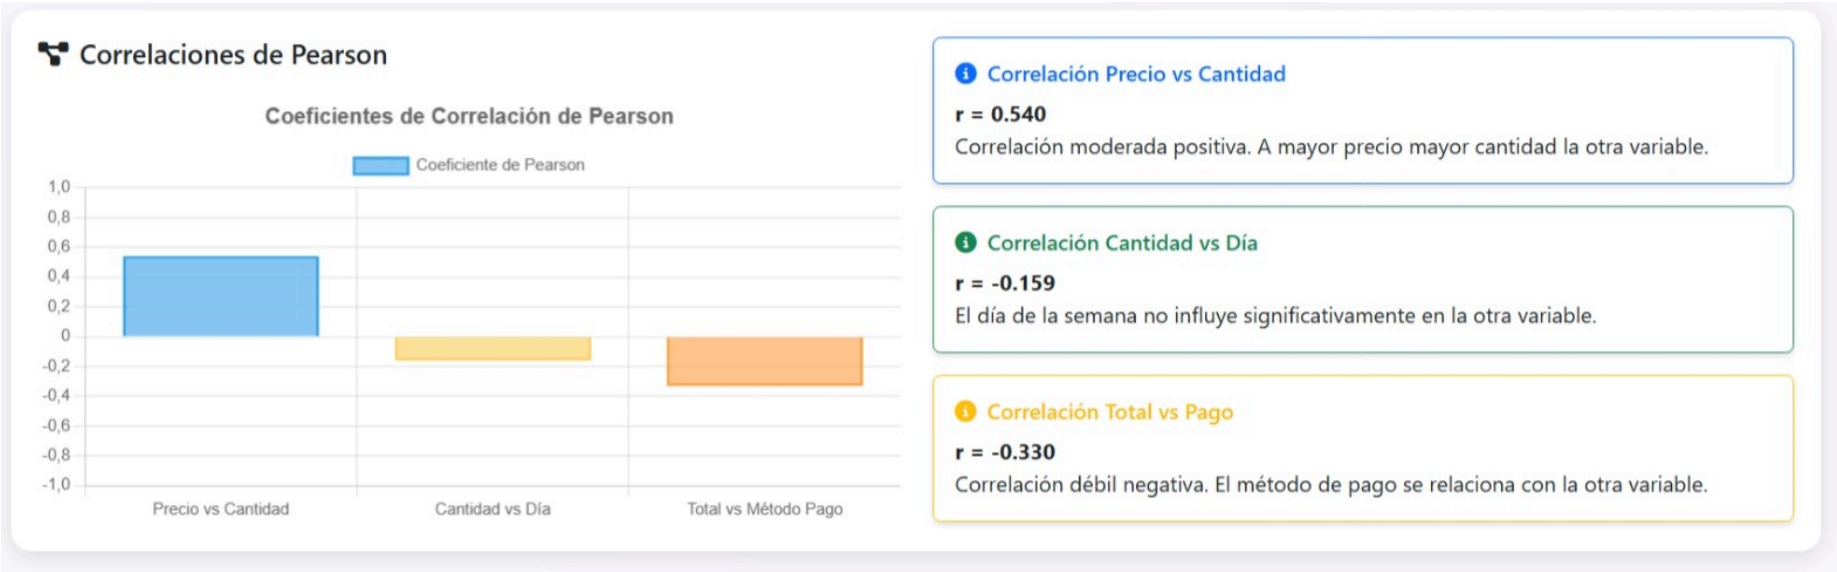 Correlaciones de Pearson
Coeficientes de Correlación de Pearson
Coeficiente de Pearson
1,0
0,8
0,6
0,4
0,2
0
-0,2
-0,4
-0,6
-0,8
-1,0
Precio vs Cantidad
Cantidad vs Día
Total vs Método Pago
Correlación Precio vs Cantidad
r = 0.540
Correlación moderada positiva. A mayor precio mayor cantidad la otra variable.
Correlación Cantidad vs Día
r = -0.159
El día de la semana no influye significativamente en la otra variable.
Correlación Total vs Pago
r = -0.330
Correlación débil negativa. El método de pago se relaciona con la otra variable.